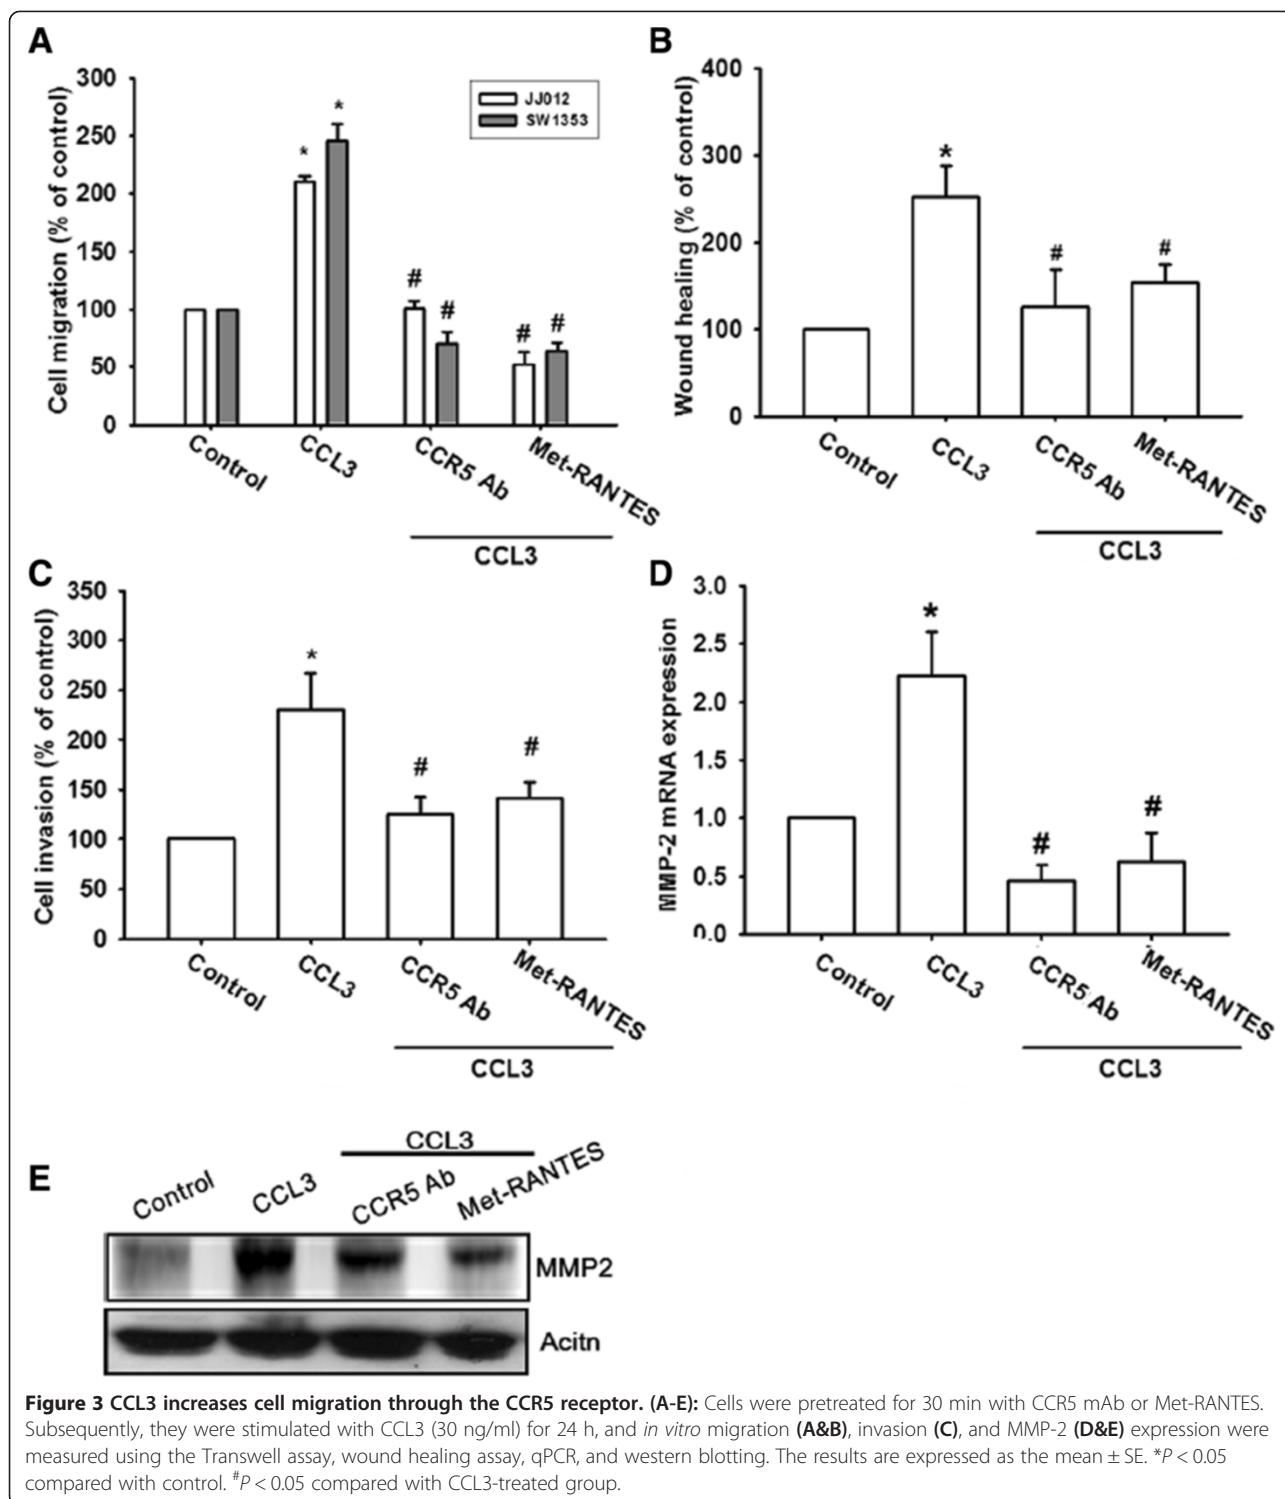 A
Cell migration (% of control)
300
250
200
150
100
50
0
JJ012
SW1353
*
*
#
#
#
#
Control
CCL3
CCR5 Ab
Met-RANTES
CCL3
B
Wound healing (% of control)
400
300
200
100
0
*
#
#
Control
CCL3
CCR5 Ab
Met-RANTES
CCL3
C
Cell invasion (% of control)
350
300
250
200
150
100
50
0
*
#
#
Control
CCL3
CCR5 Ab
Met-RANTES
CCL3
D
MMP-2 mRNA expression
3.0
2.5
2.0
1.5
1.0
0.5
0.0
*
#
#
Control
CCL3
CCR5 Ab
Met-RANTES
CCL3
E
CCL3
Control
CCL3
CCR5 Ab
Met-RANTES
MMP2
Acitn
Figure 3 CCL3 increases cell migration through the CCR5 receptor. (A-E): Cells were pretreated for 30 min with CCR5 mAb or Met-RANTES.
Subsequently, they were stimulated with CCL3 (30 ng/ml) for 24 h, and in vitro migration (A&B), invasion (C), and MMP-2 (D&E) expression were
measured using the Transwell assay, wound healing assay, qPCR, and western blotting. The results are expressed as the mean ± SE. *P < 0.05
compared with control. #P < 0.05 compared with CCL3-treated group.